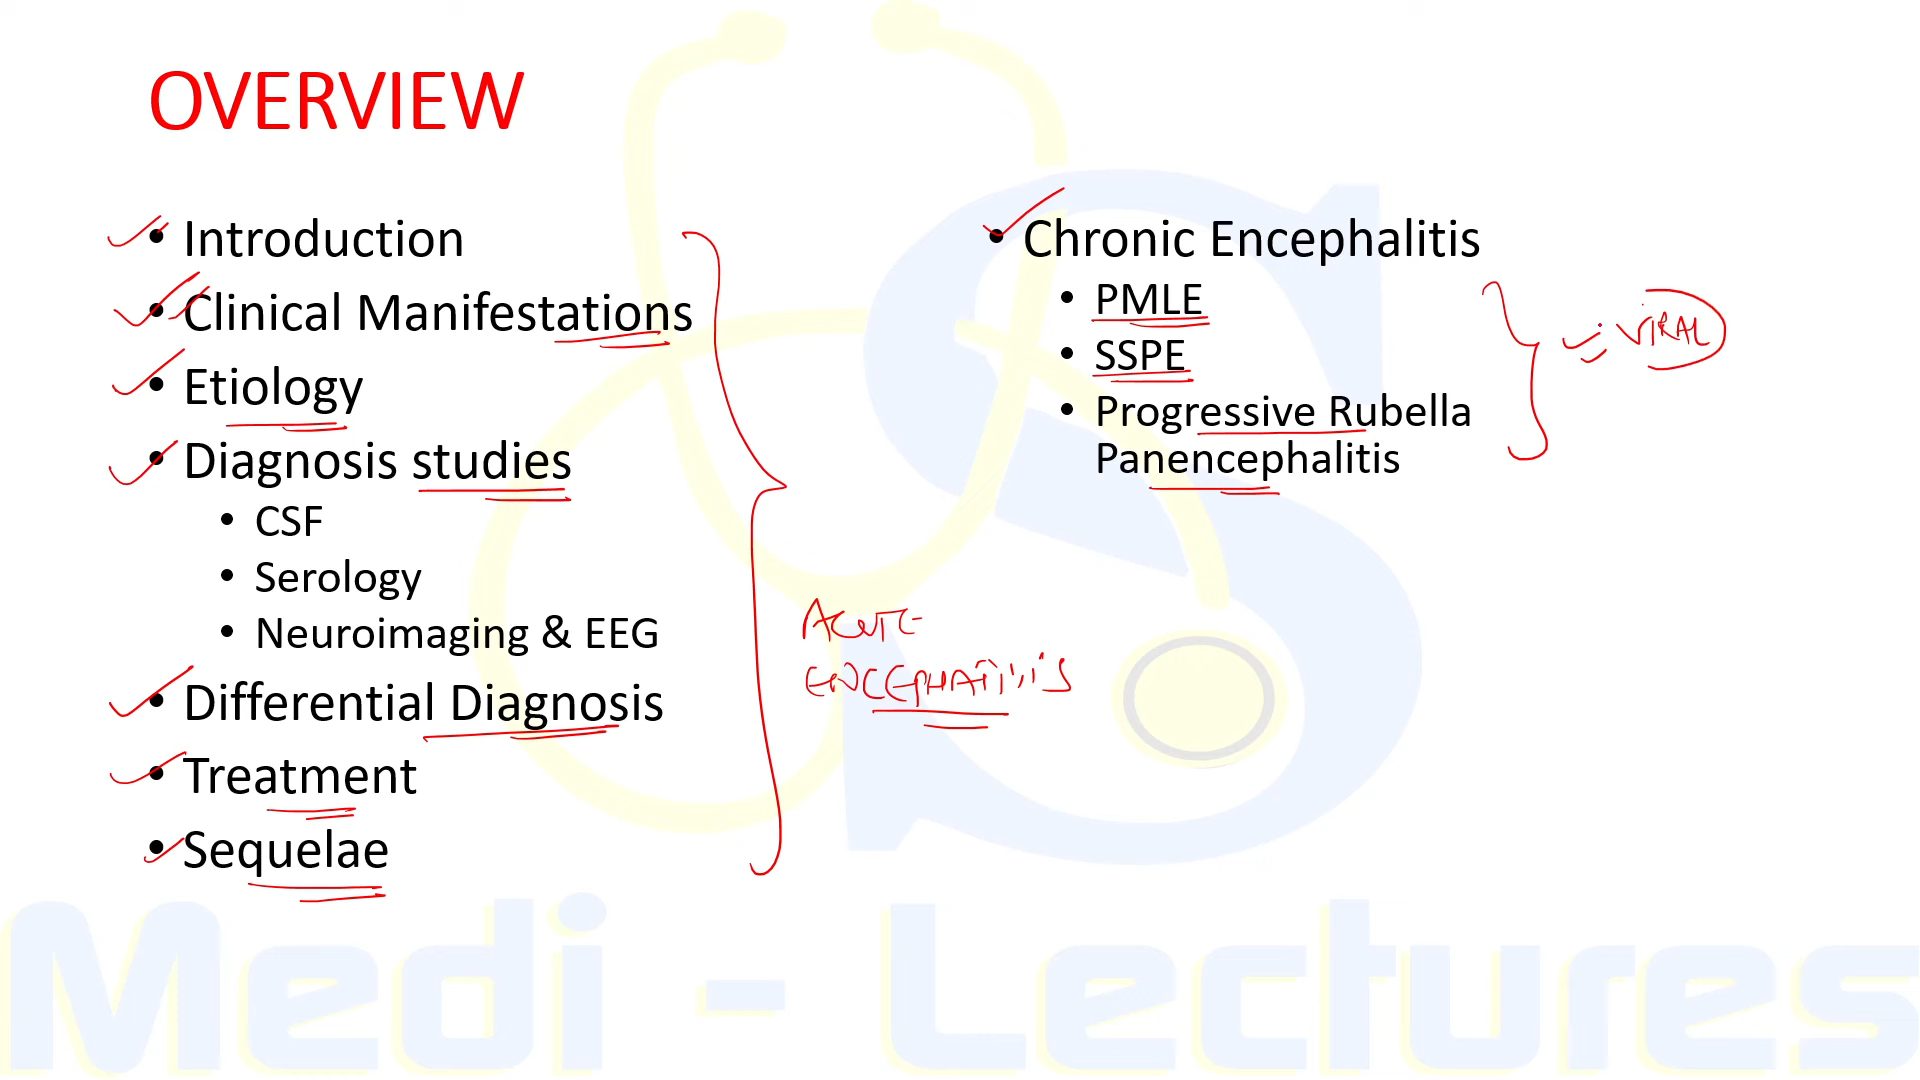 OVERVIEW
• Introduction
• Clinical Manifestations
• Etiology
• Diagnosis studies
• CSF
• Serology
• Neuroimaging & EEG
• Differential Diagnosis
• Treatment
• Sequelae
ACUTE
ENCEPHALITIS
• Chronic Encephalitis
• PMLE
• SSPE
• Progressive Rubella
Panencephalitis
VIRAL
Medi - Lectures